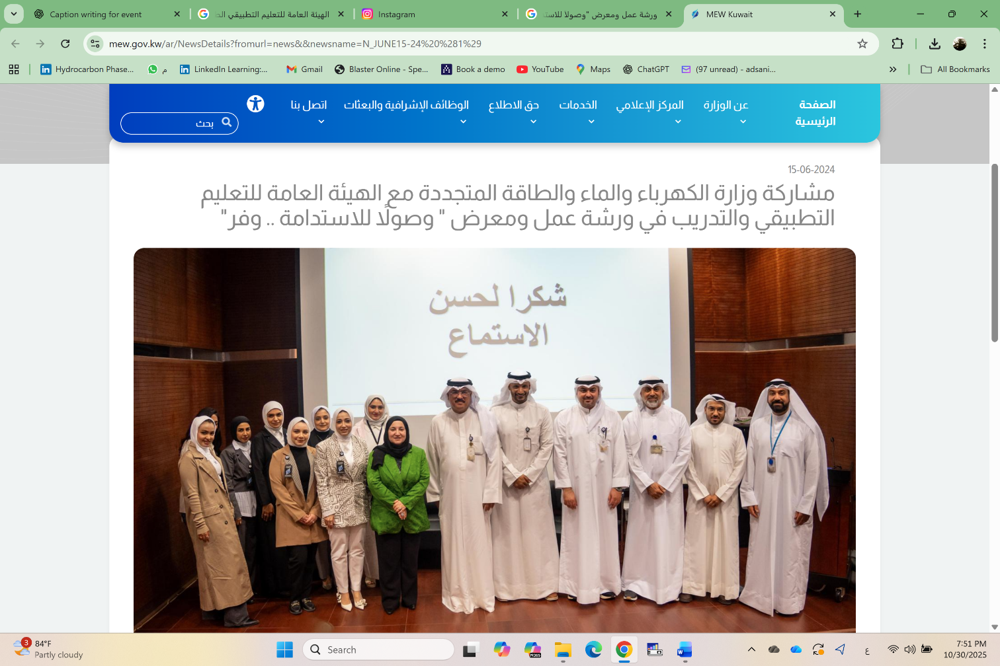 Caption writing for event
الهيئة العامة للتعليم التطبيقي
Instagram
ورشة عمل ومعرض "وصولا للاست
MEW Kuwait
mew.gov.kw/ar/NewsDetails?fromurl=news&&newsname=N_JUNE15-24%20%281%29
Hydrocarbon Phase...
م
LinkedIn Learning:...
Gmail
Blaster Online - Spe...
Book a demo
YouTube
Maps
ChatGPT
(97 unread) - adsani...
All Bookmarks
الصفحة
الرئيسية
عن الوزارة
المركز الإعلامي
الخدمات
حق الاطلاع
الوظائف الإشرافية والبعثات
اتصل بنا
بحث
15-06-2024
مشاركة وزارة الكهرباء والماء والطاقة المتجددة مع الهيئة العامة للتعليم
التطبيقي والتدريب في ورشة عمل ومعرض " وصولاً للاستدامة .. وفر"
شكرا لحسن
الاستماع
3
84°F
Partly cloudy
Search
M365
ع
7:51 PM
10/30/2025